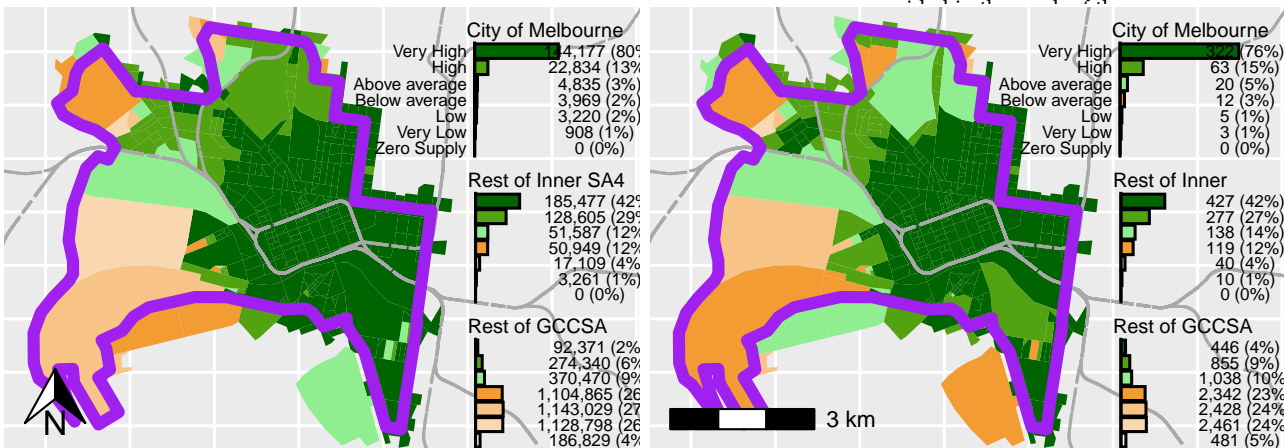 City of Melbourne
Very High 144,177 (80%
High 22,834 (13%
Above average 4,835 (3%)
Below average 3,969 (2%)
Low 3,220 (2%)
Very Low 908 (1%)
Zero Supply 0 (0%)
Rest of Inner SA4
185,477 (42%
128,605 (29%
51,587 (12%
50,949 (12%
17,109 (4%
3,261 (1%)
0 (0%)
Rest of GCCSA
92,371 (2%
274,340 (6%
370,470 (9%
1,104,865 (26
1,143,029 (27
1,128,798 (26
186,829 (4%
N
City of Melbourne
Very High 322 (76%)
High 63 (15%)
Above average 20 (5%)
Below average 12 (3%)
Low 5 (1%)
Very Low 3 (1%)
Zero Supply 0 (0%)
Rest of Inner
427 (42%)
277 (27%)
138 (14%)
119 (12%)
40 (4%)
10 (1%)
0 (0%)
Rest of GCCSA
446 (4%)
855 (9%)
1,038 (10%)
2,342 (23%)
2,428 (24%)
2,461 (24%)
481 (5%)
3 km